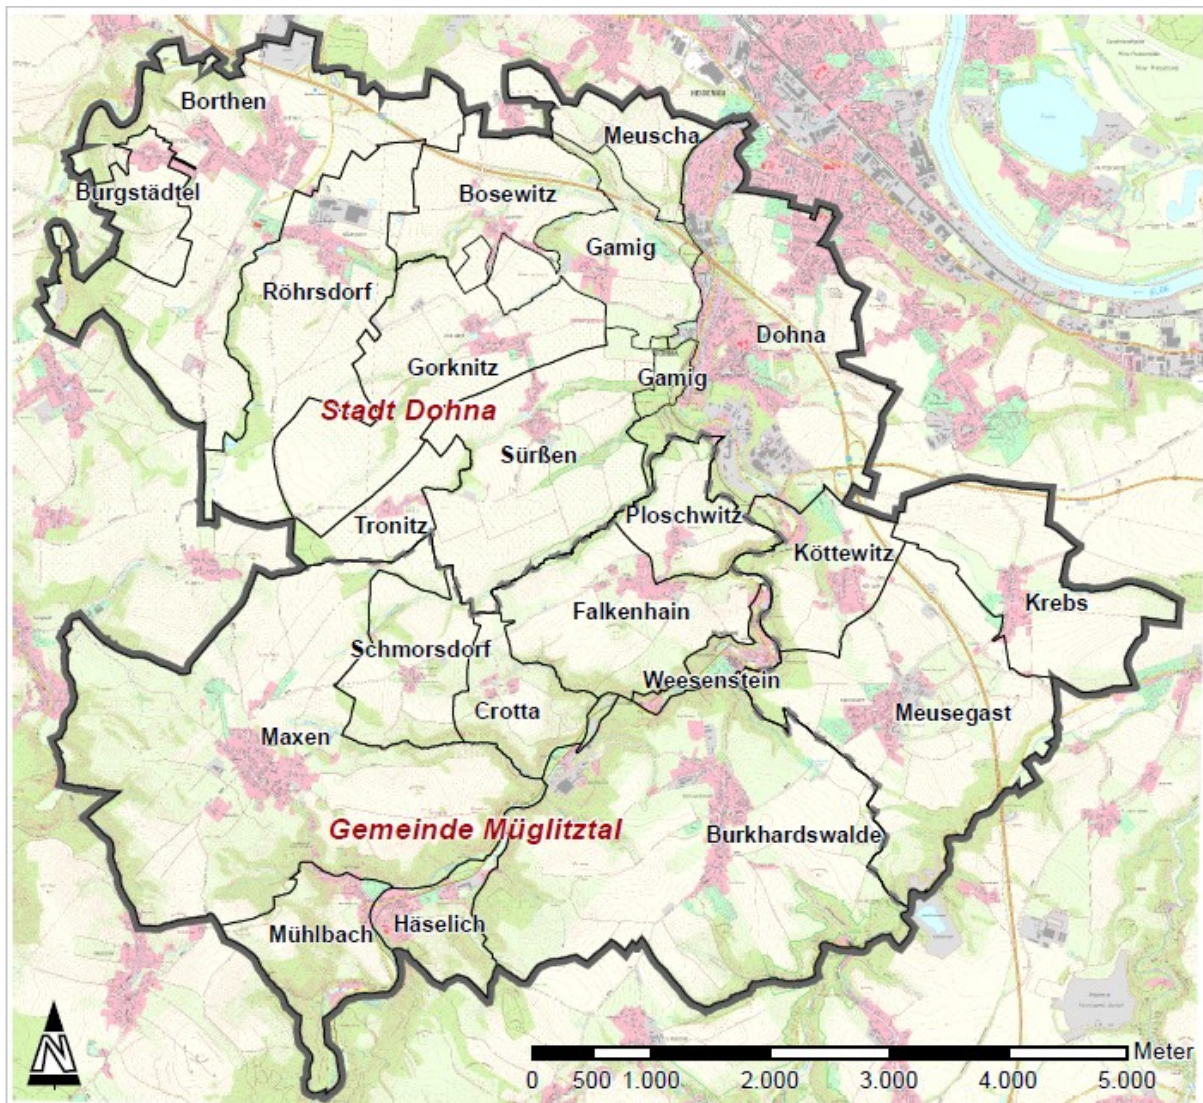 Borthen
Meuscha
HEIDENAU
Burgstädtel
Bosewitz
Gamig
Röhrsdorf
Dohna
Gorknitz
Gamig
Stadt Dohna
Sürßen
Tronitz
Ploschwitz
Köttewitz
Krebs
Falkenhain
Schmorsdorf
Weesenstein
Crotta
Meusegast
Maxen
Gemeinde Müglitztal
Burkhardswalde
Häselich
Mühlbach
N
Meter
0 500 1.000 2.000 3.000 4.000 5.000